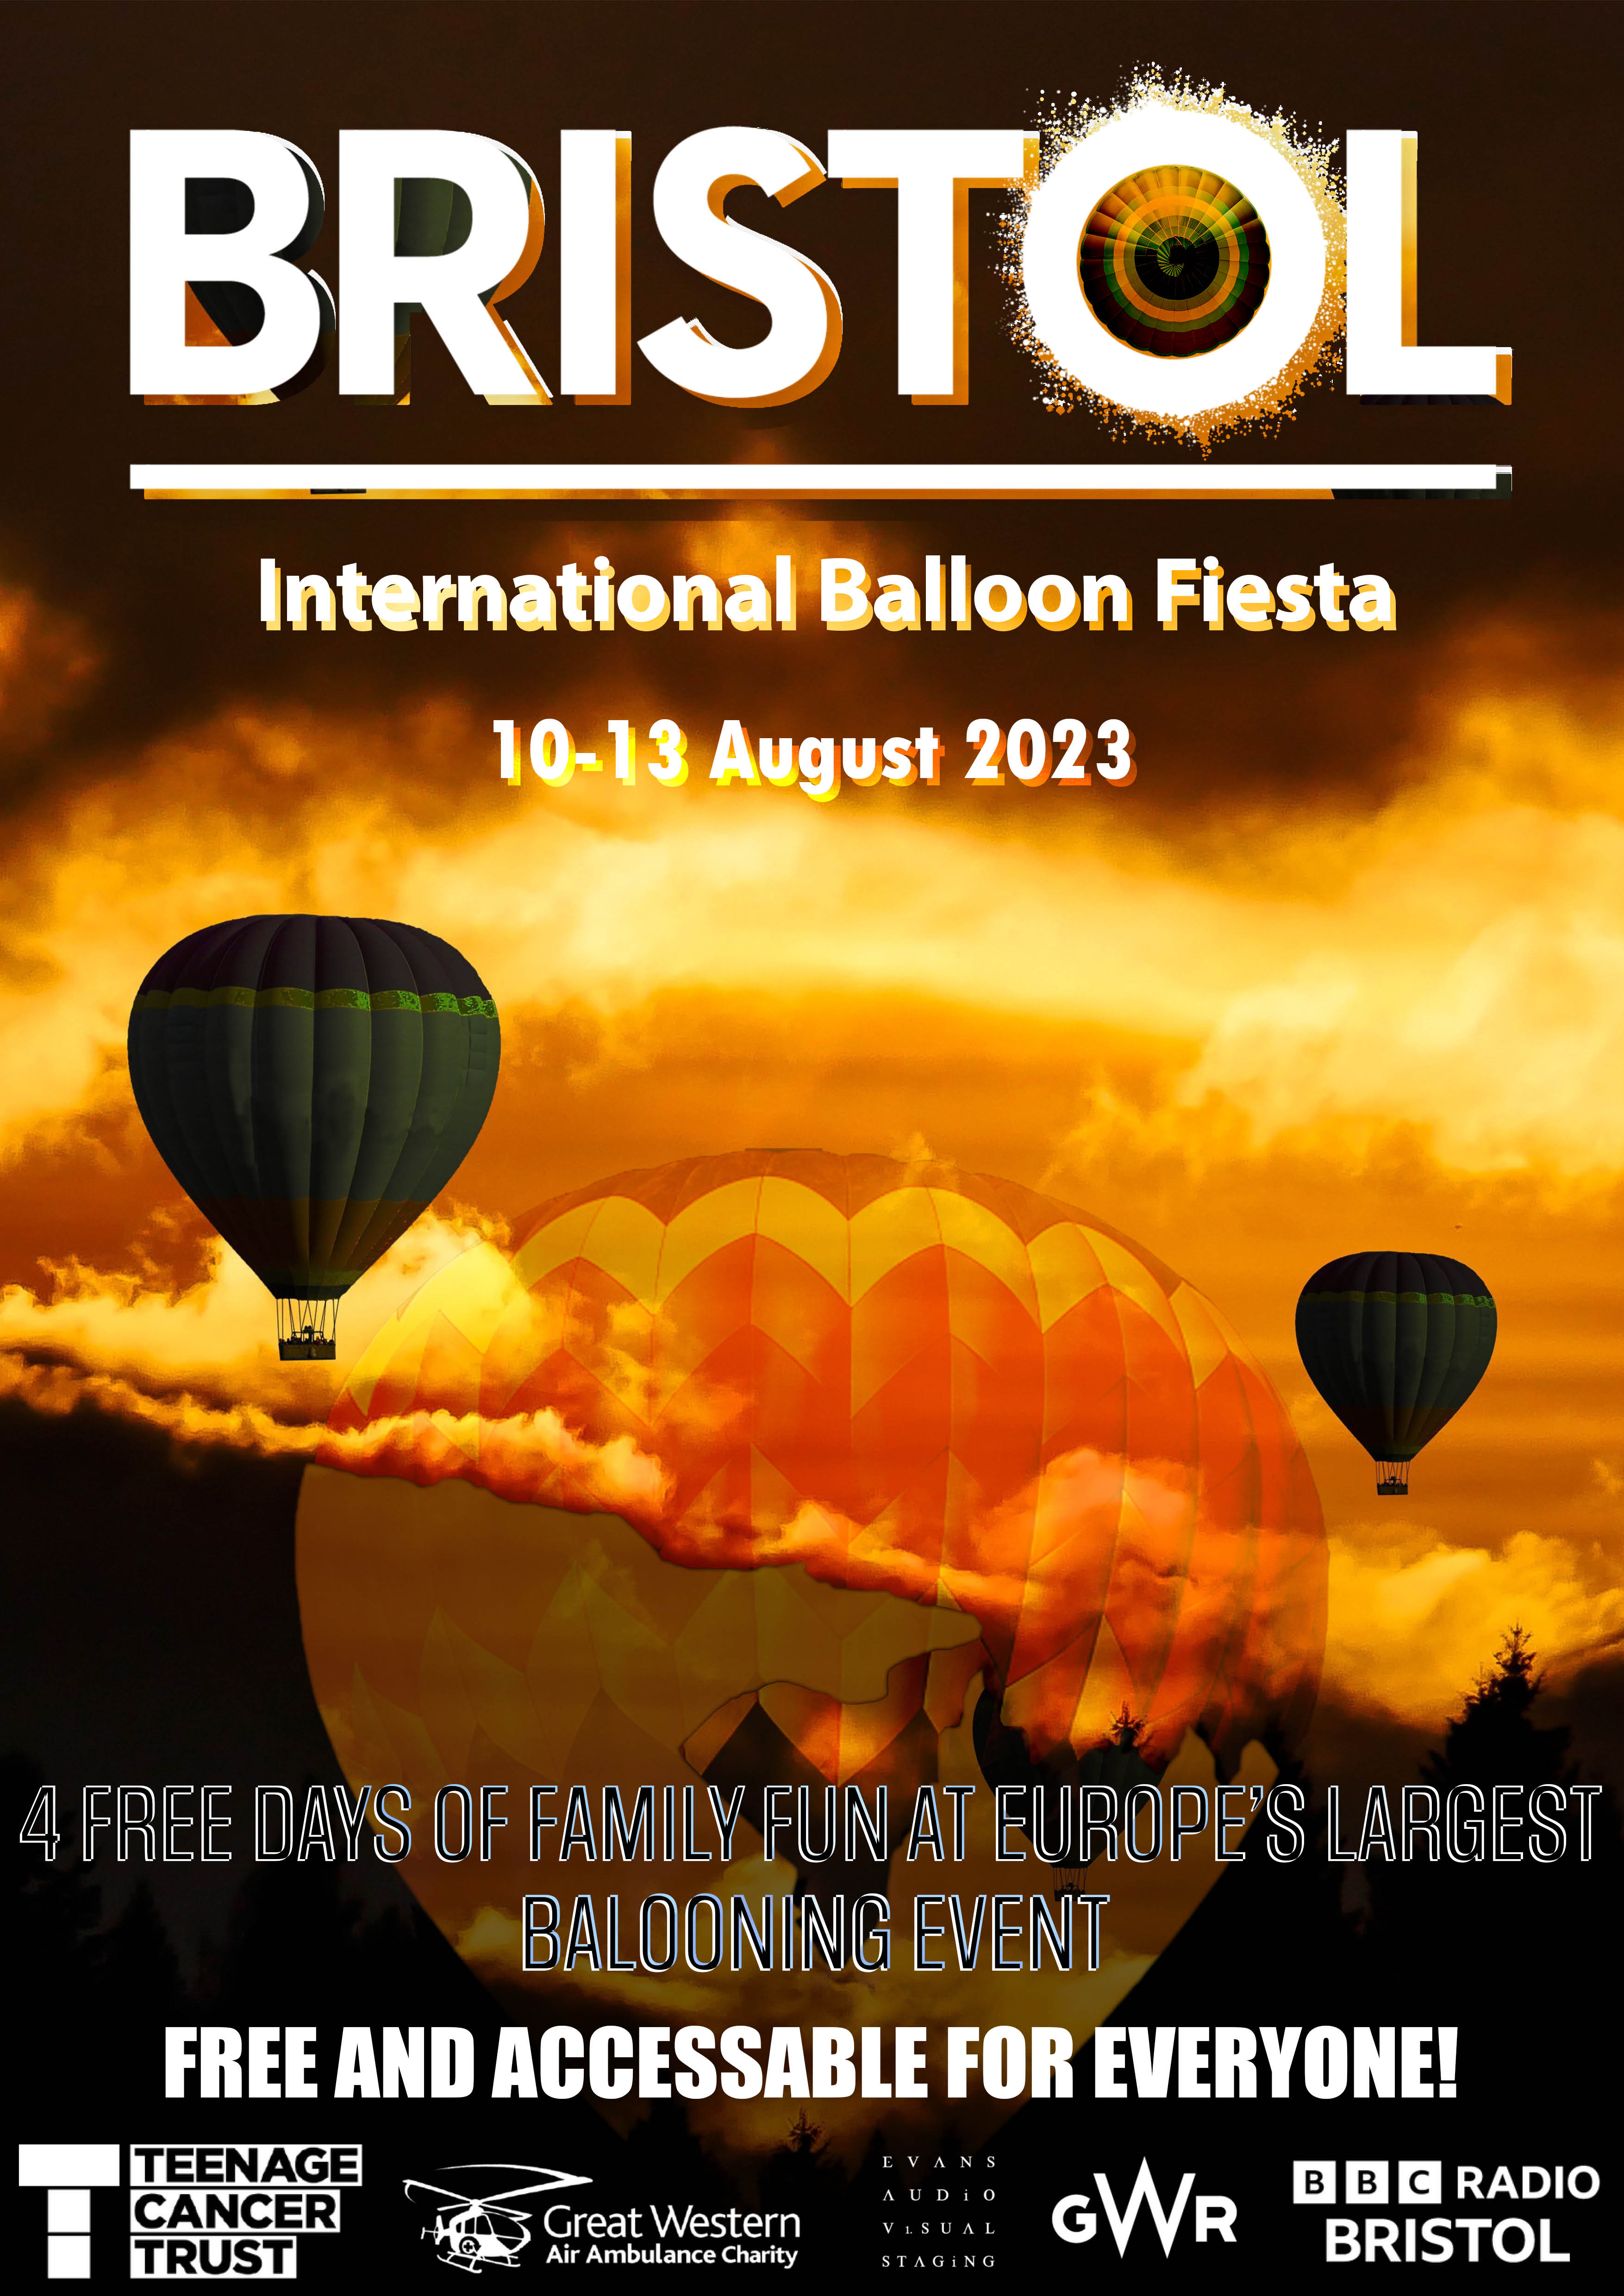 BRISTOL
International Balloon Fiesta
10-13 August 2023
4 FREE DAYS OF FAMILY FUN AT EUROPE'S LARGEST
BALOONING EVENT
FREE AND ACCESSABLE FOR EVERYONE!
TEENAGE
CANCER
TRUST
Great Western
Air Ambulance Charity
EVANS
AUDiO
ViSUAL
STAGiNG
GWR
BBC RADIO
BRISTOL